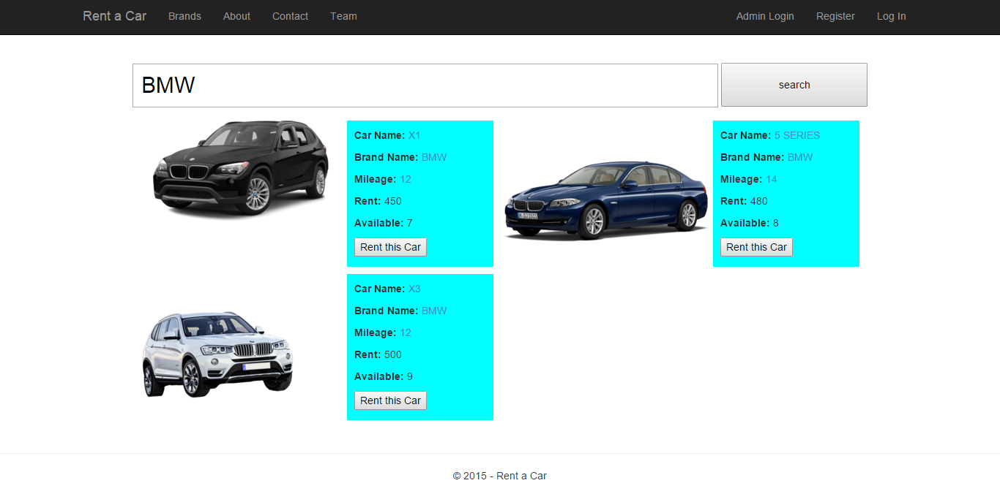 Rent a Car Brands About Contact Team Admin Login Register Log In
BMW search
Car Name: X1
Brand Name: BMW
Mileage: 12
Rent: 450
Available: 7
Rent this Car
Car Name: 5 SERIES
Brand Name: BMW
Mileage: 14
Rent: 480
Available: 8
Rent this Car
Car Name: X3
Brand Name: BMW
Mileage: 12
Rent: 500
Available: 9
Rent this Car
© 2015 - Rent a Car